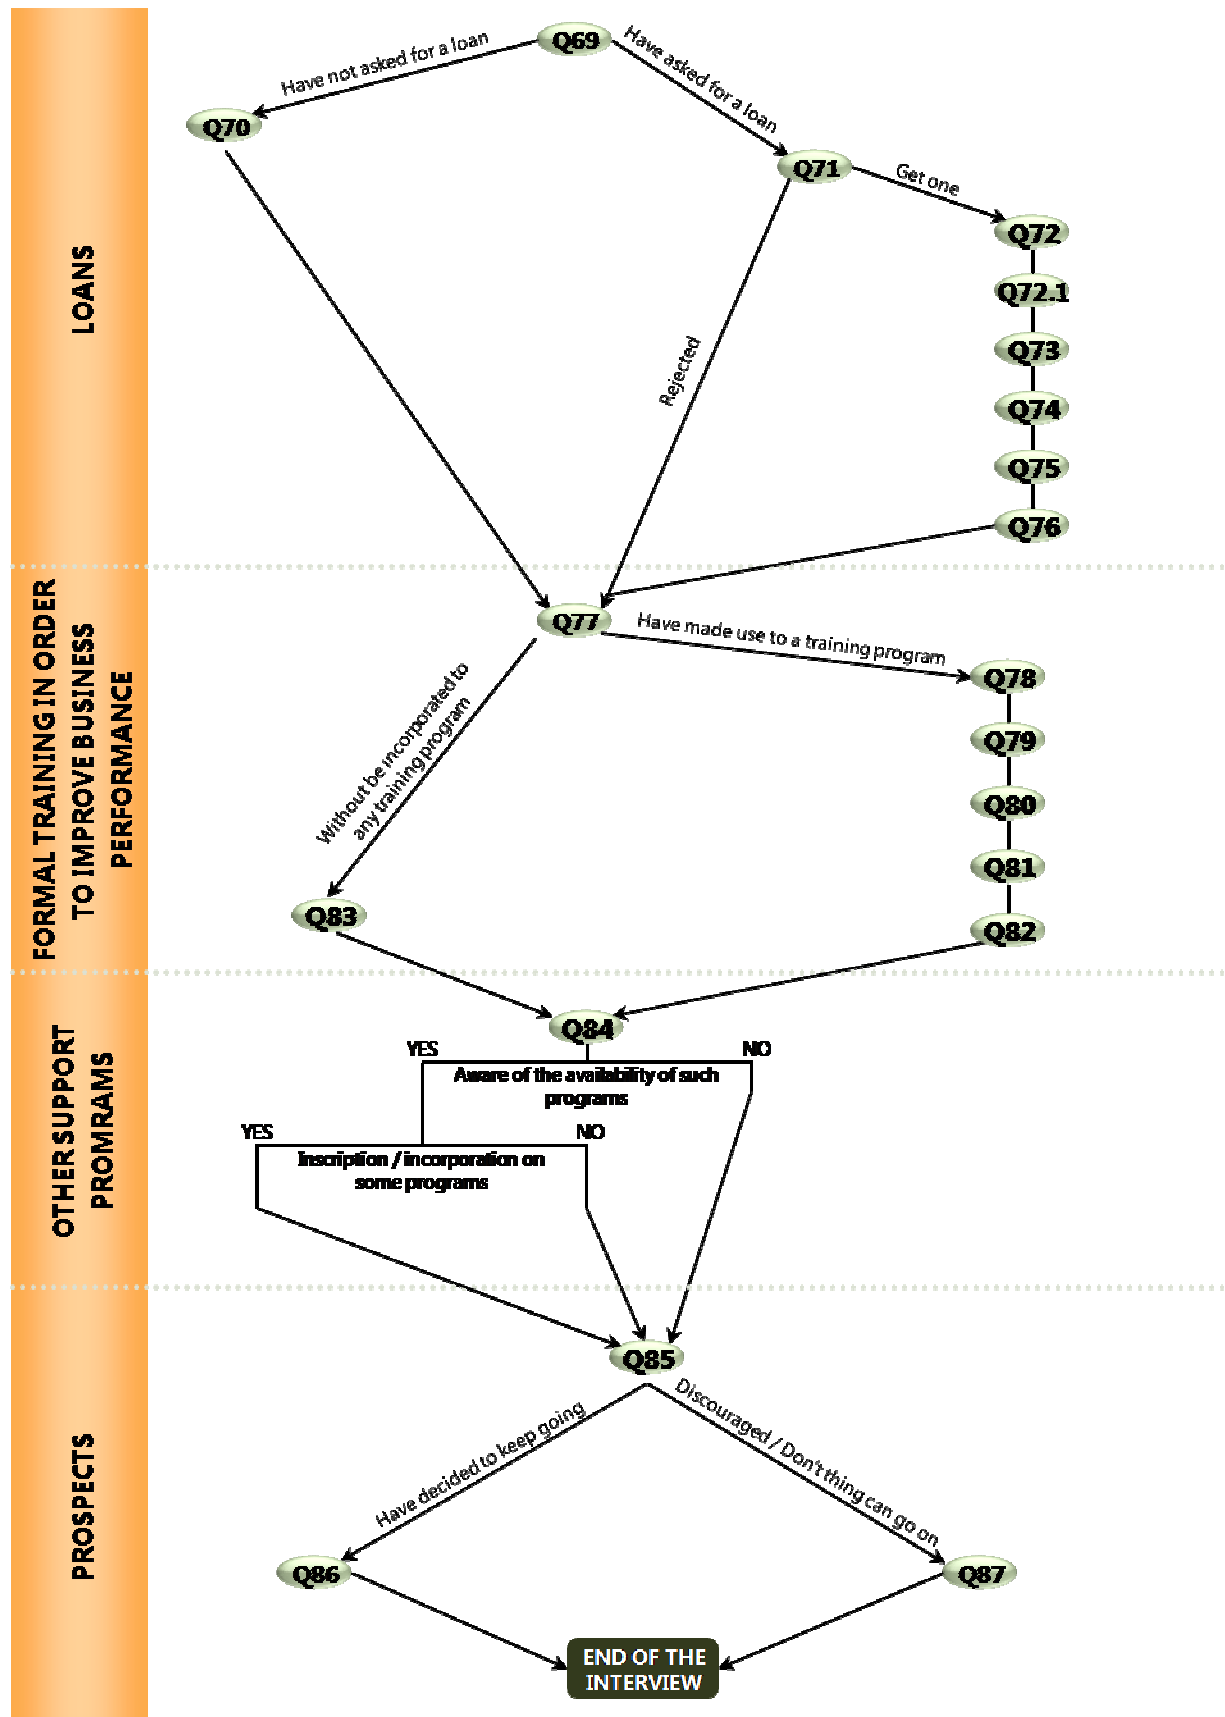 LOANS
Q69
Have not asked for a loan
Have asked for a loan
Q70
Q71
Get one
Q72
Q72.1
Q73
Q74
Q75
Q76
Rejected
FORMAL TRAINING IN ORDER
TO IMPROVE BUSINESS
PERFORMANCE
Q77
Have made use to a training program
Without be incorporated to
any training program
Q78
Q79
Q80
Q81
Q82
Q83
OTHER SUPPORT
PROMRAMS
Q84
YES
NO
Aware of the availability of such
programs
YES
NO
Inscription / incorporation on
some programs
PROSPECTS
Q85
Have decided to keep going
Discouraged / Don't thing can go on
Q86
Q87
END OF THE
INTERVIEW